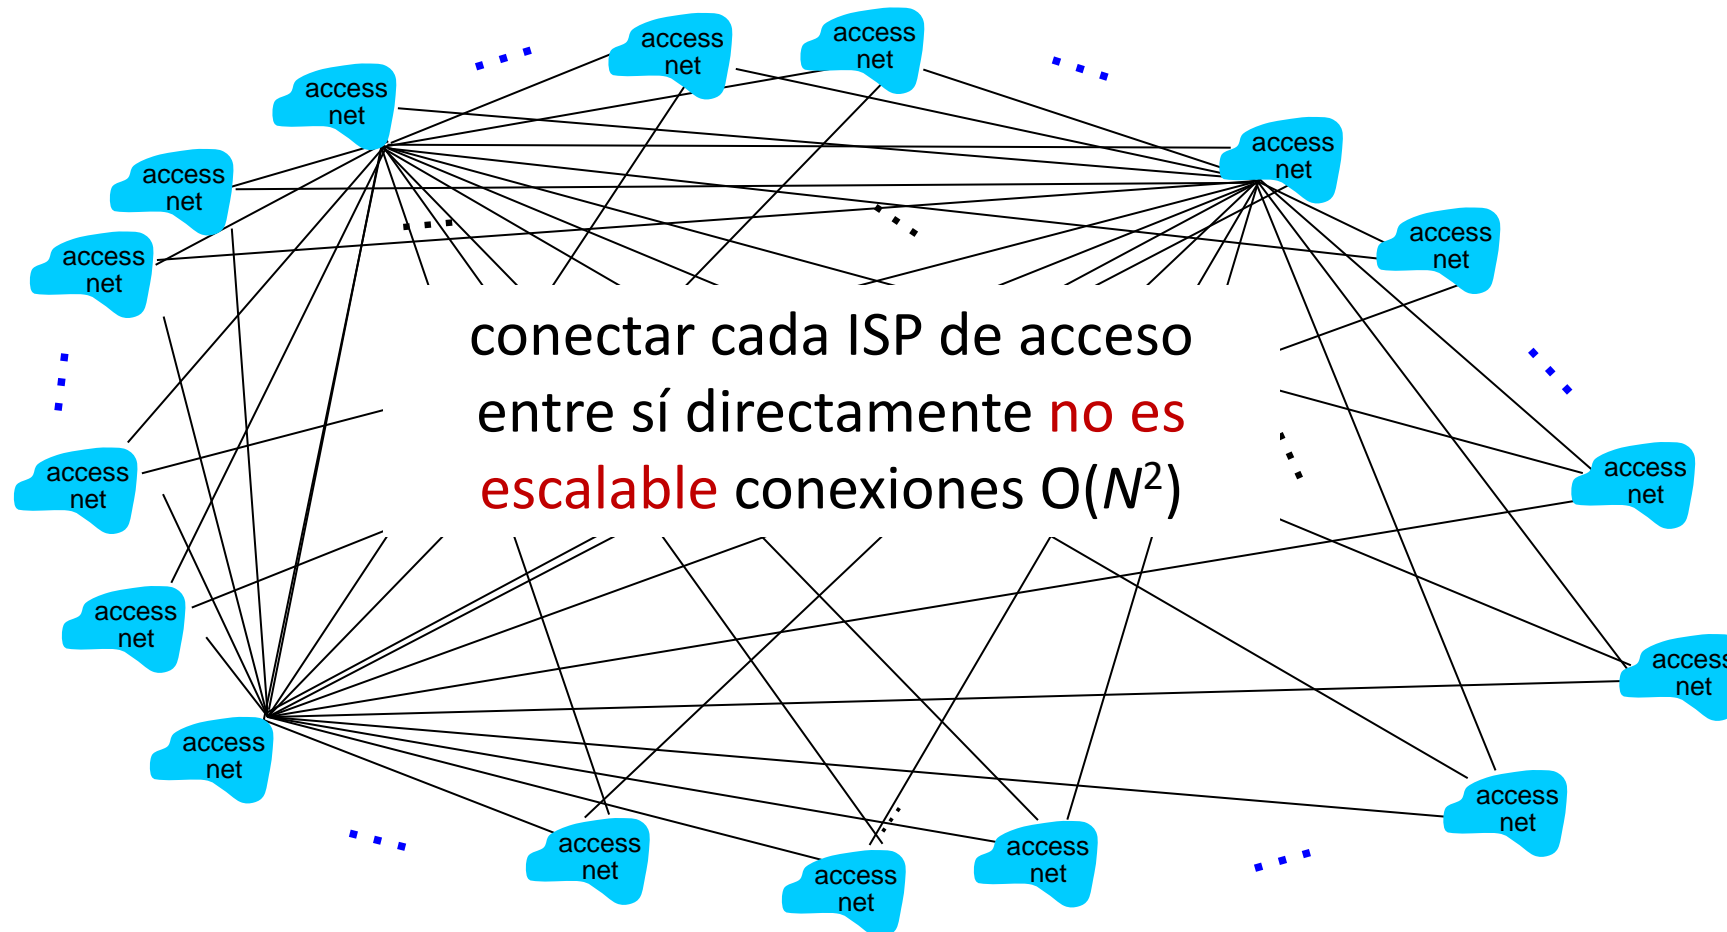 access
net
access
net
access
net
access
net
access
net
access
net
access
net
conectar cada ISP de acceso
entre sí directamente no es
escalable conexiones O(N²)
access
net
access
net
access
net
access
net
access
net
access
net
access
net
access
net
access
net